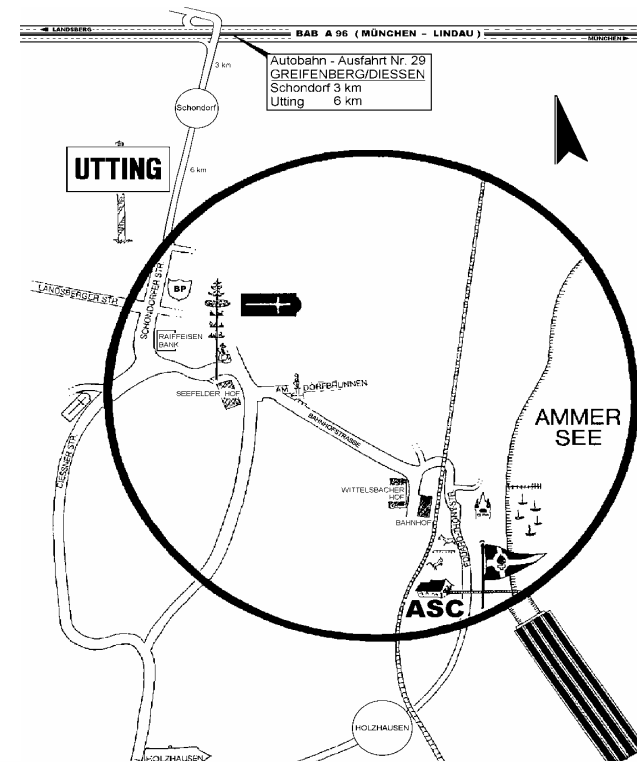 LANDSBERG
BAB A 96 (MÜNCHEN - LINDAU)
MÜNCHEN
3 km
Autobahn - Ausfahrt Nr. 29
GREIFENBERG/DIESSEN
Schondorf 3 km
Utting 6 km
Schondorf
UTTING
6 km
LANDSBERGER STR.
SCHONDORFER STR.
BP
RAIFFEISEN
BANK
SEEFELDER HOF
AM DORFBRUNNEN
DIESSNER STR.
BAHNHOFSTRASSE
AMMER
SEE
WITTELSBACHER
HOF
BAHNHOF
ASC
HOLZHAUSEN
HOLZHAUSEN